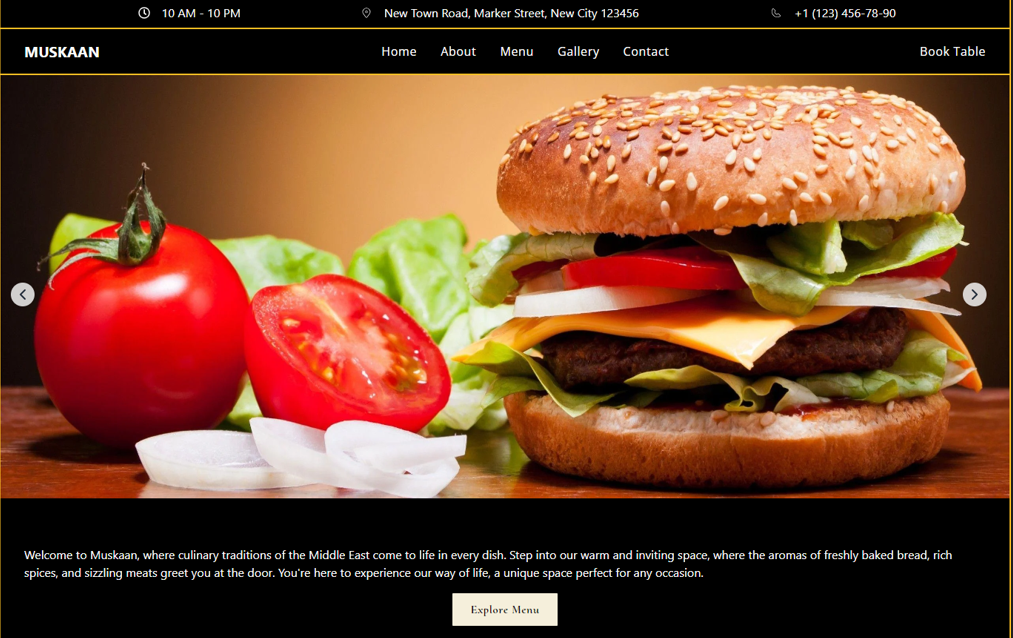 10 AM - 10 PM
New Town Road, Marker Street, New City 123456
+1 (123) 456-78-90
MUSKAAN
Home
About
Menu
Gallery
Contact
Book Table
Welcome to Muskaan, where culinary traditions of the Middle East come to life in every dish. Step into our warm and inviting space, where the aromas of freshly baked bread, rich
spices, and sizzling meats greet you at the door. You're here to experience our way of life, a unique space perfect for any occasion.
Explore Menu